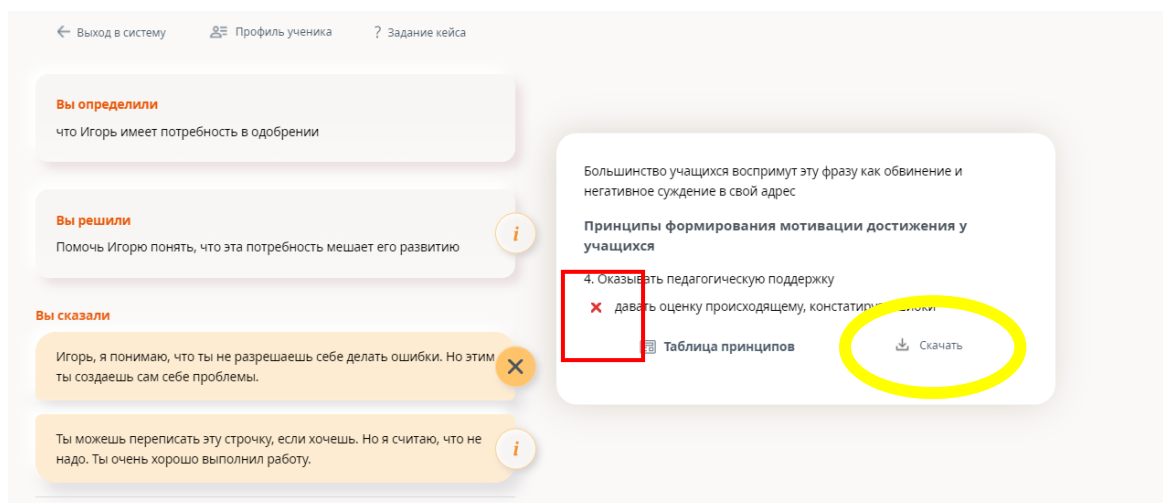 Выход в систему
Профиль ученика
? Задание кейса
Вы определили
что Игорь имеет потребность в одобрении
Вы решили
Помочь Игорю понять, что эта потребность мешает его развитию
i
Вы сказали
Игорь, я понимаю, что ты не разрешаешь себе делать ошибки. Но этим
ты создаешь сам себе проблемы.
Ты можешь переписать эту строчку, если хочешь. Но я считаю, что не
надо. Ты очень хорошо выполнил работу.
i
Большинство учащихся воспримут эту фразу как обвинение и
негативное суждение в свой адрес
Принципы формирования мотивации достижения у
учащихся
4. Оказывать педагогическую поддержку
давать оценку происходящему,
Таблица принципов
Скачать